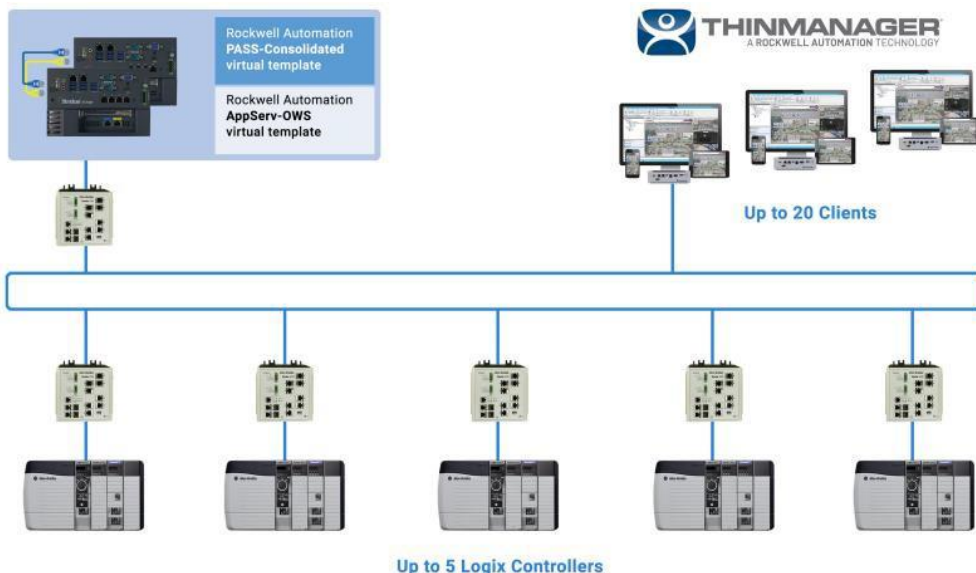 Rockwell Automation
PASS-Consolidated
virtual template
Rockwell Automation
AppServ-OWS
virtual template
THINMANAGER
A ROCKWELL AUTOMATION TECHNOLOGY
Up to 20 Clients
Up to 5 Logix Controllers